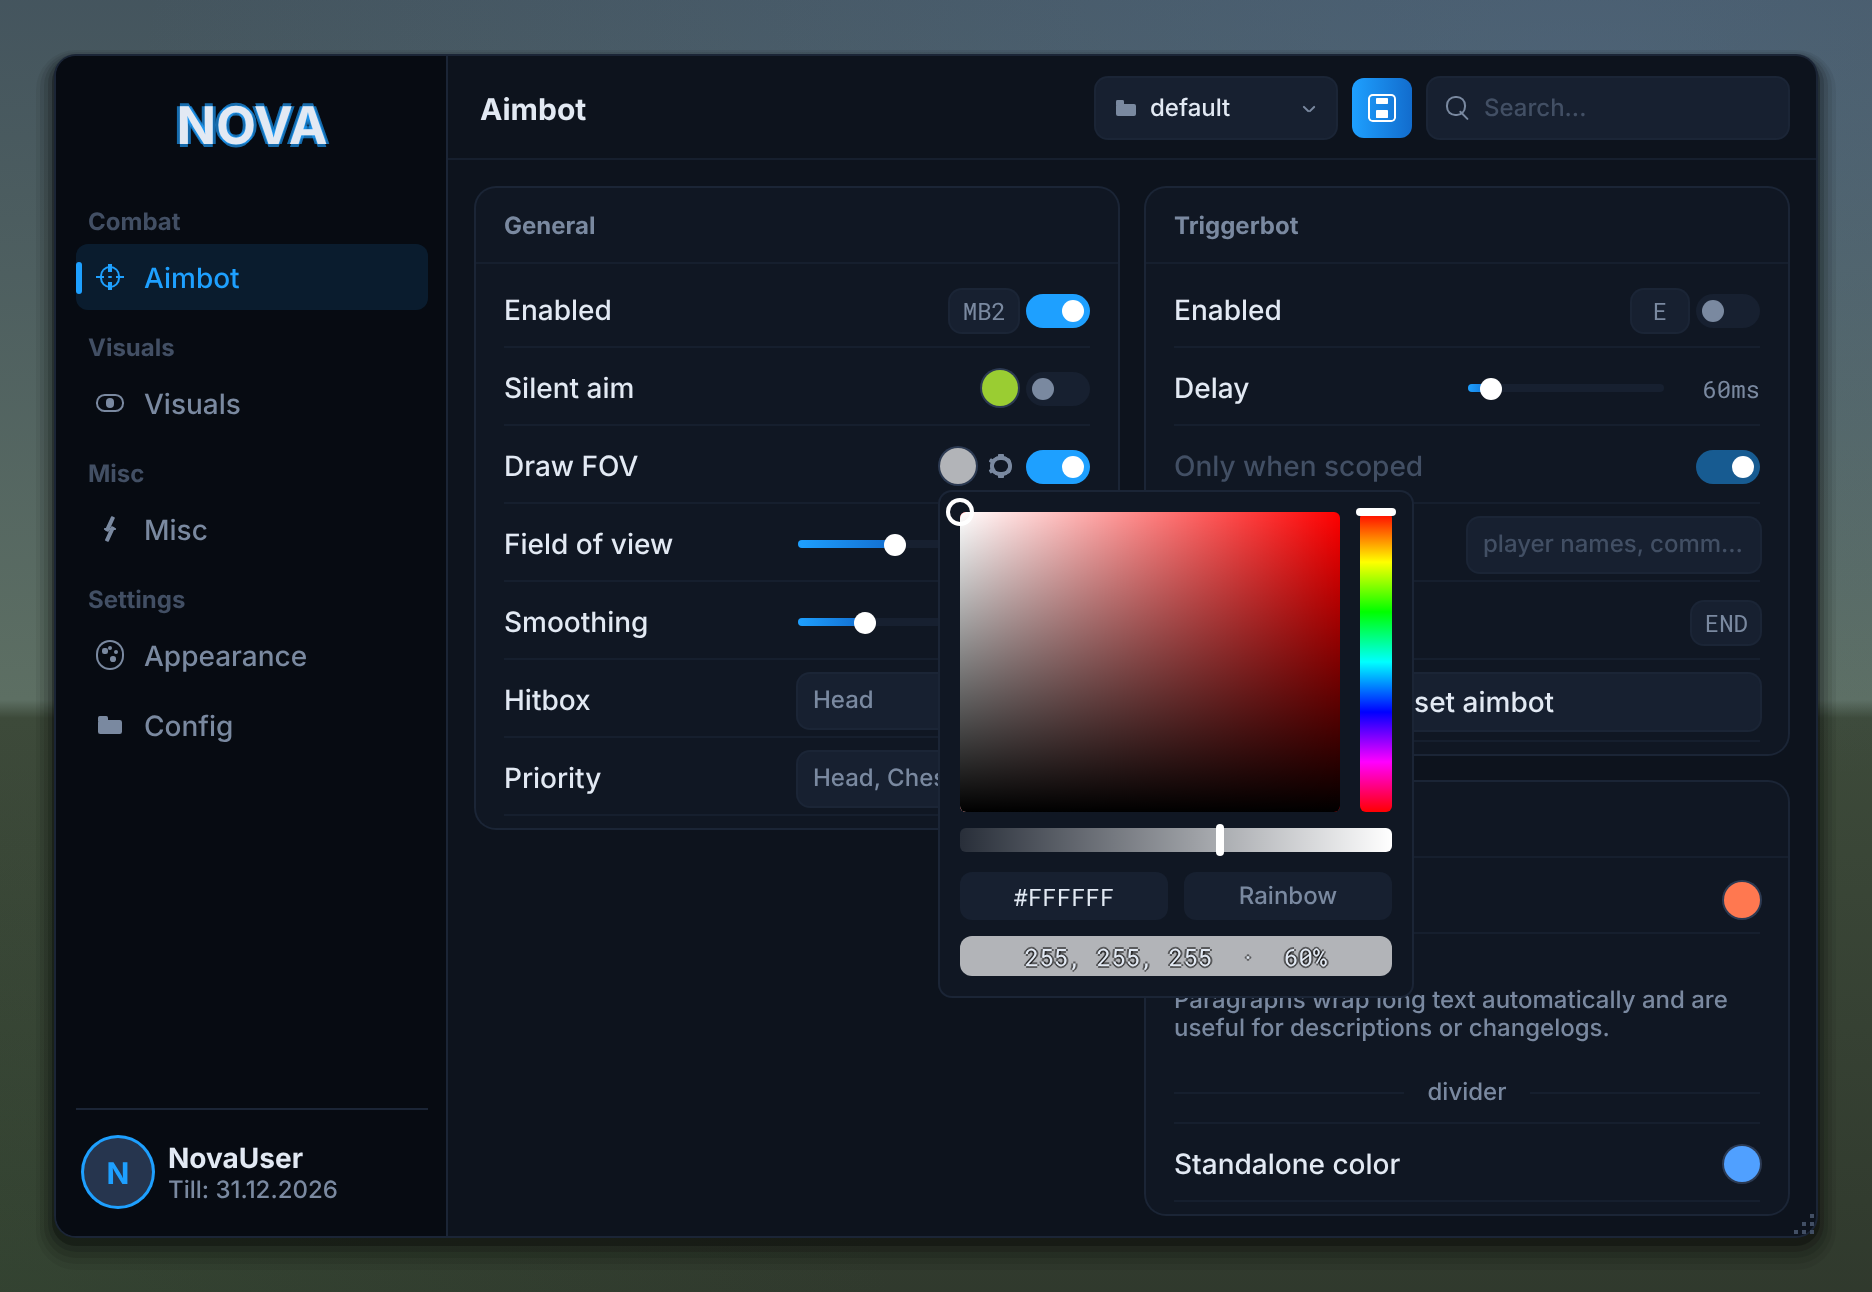 NOVA
Combat
Aimbot
Visuals
Visuals
Misc
Misc
Settings
Appearance
Config
NovaUser
N
Till: 31.12.2026
Aimbot
default
Search...
General
Enabled
MB2
Silent aim
Draw FOV
Field of view
Smoothing
Hitbox
Head
Priority
Head, Ches
#FFFFFF
Rainbow
255, 255, 255 · 60%
Triggerbot
Enabled
E
Delay
60ms
Only when scoped
player names, comm...
END
set aimbot
Paragraphs wrap long text automatically and are
useful for descriptions or changelogs.
divider
Standalone color